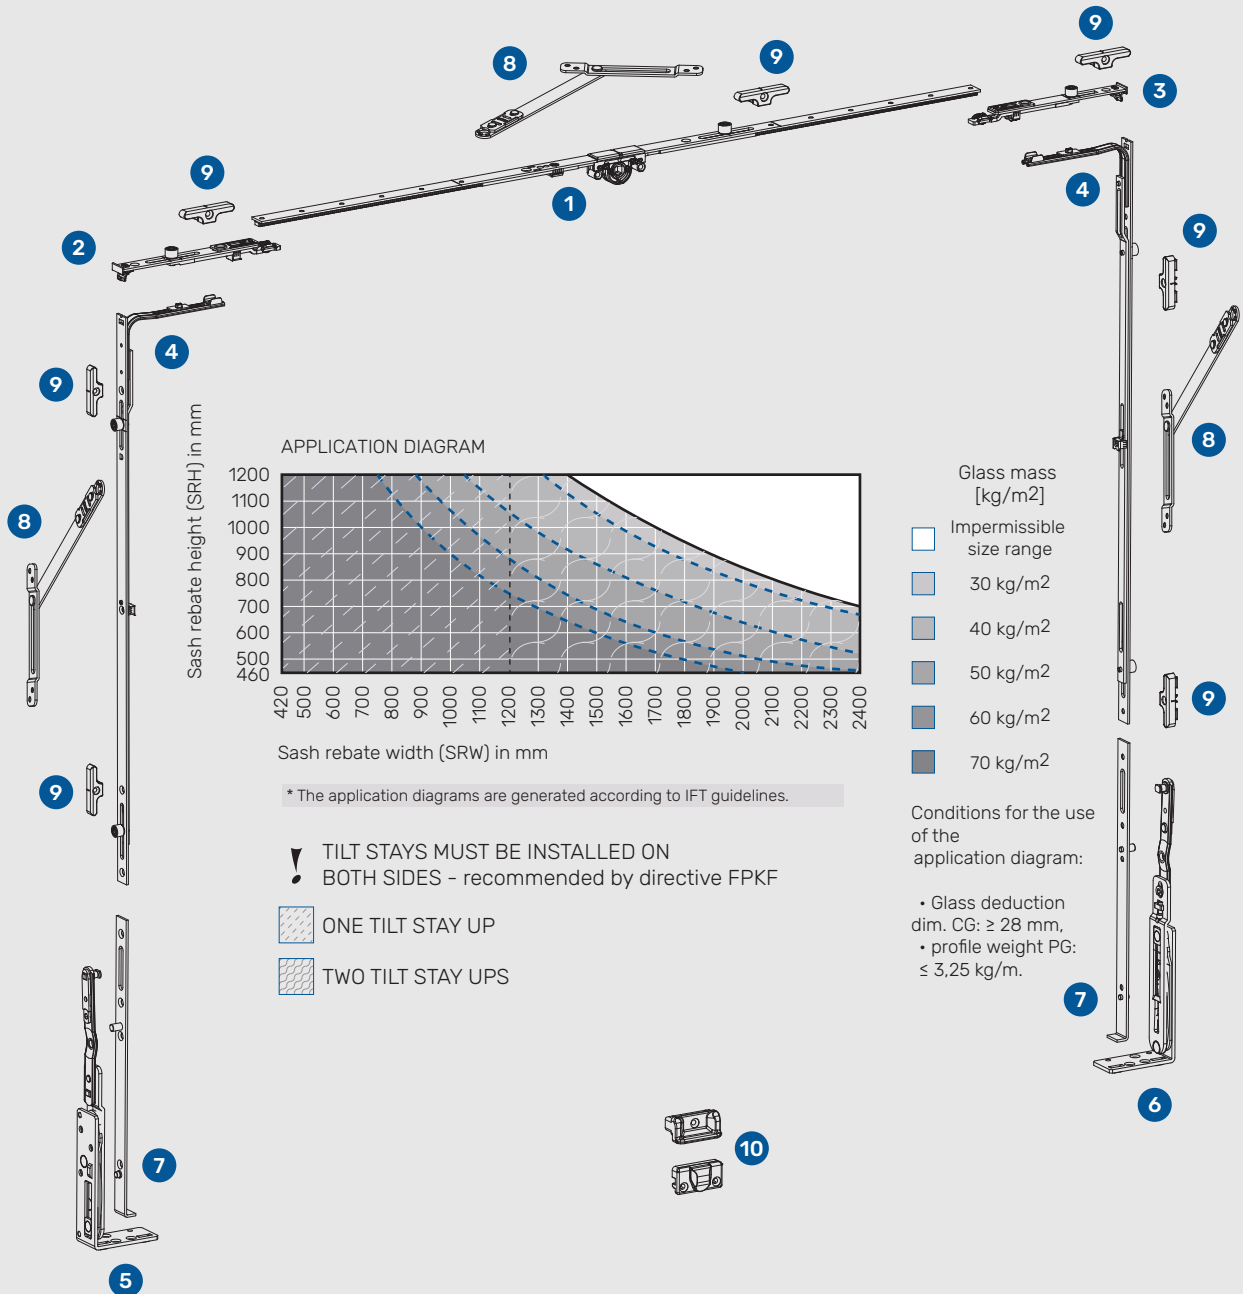 9
8
9
3
9
1
4
2
9
4
9
8
8
9
9
7
7
6
10
5
APPLICATION DIAGRAM
Sash rebate height (SRH) in mm
1200
1100
1000
900
800
700
600
500
460
420 500 600 700 800 900 1000 1100 1200 1300 1400 1500 1600 1700 1800 1900 2000 2100 2200 2300 2400
Sash rebate width (SRW) in mm
* The application diagrams are generated according to IFT guidelines.
TILT STAYS MUST BE INSTALLED ON
BOTH SIDES - recommended by directive FPKF
ONE TILT STAY UP
TWO TILT STAY UPS
Glass mass
[kg/m2]
Impermissible
size range
30 kg/m2
40 kg/m2
50 kg/m2
60 kg/m2
70 kg/m2
Conditions for the use
of the
application diagram:
• Glass deduction
dim. CG: ≥ 28 mm,
• profile weight PG:
≤ 3,25 kg/m.